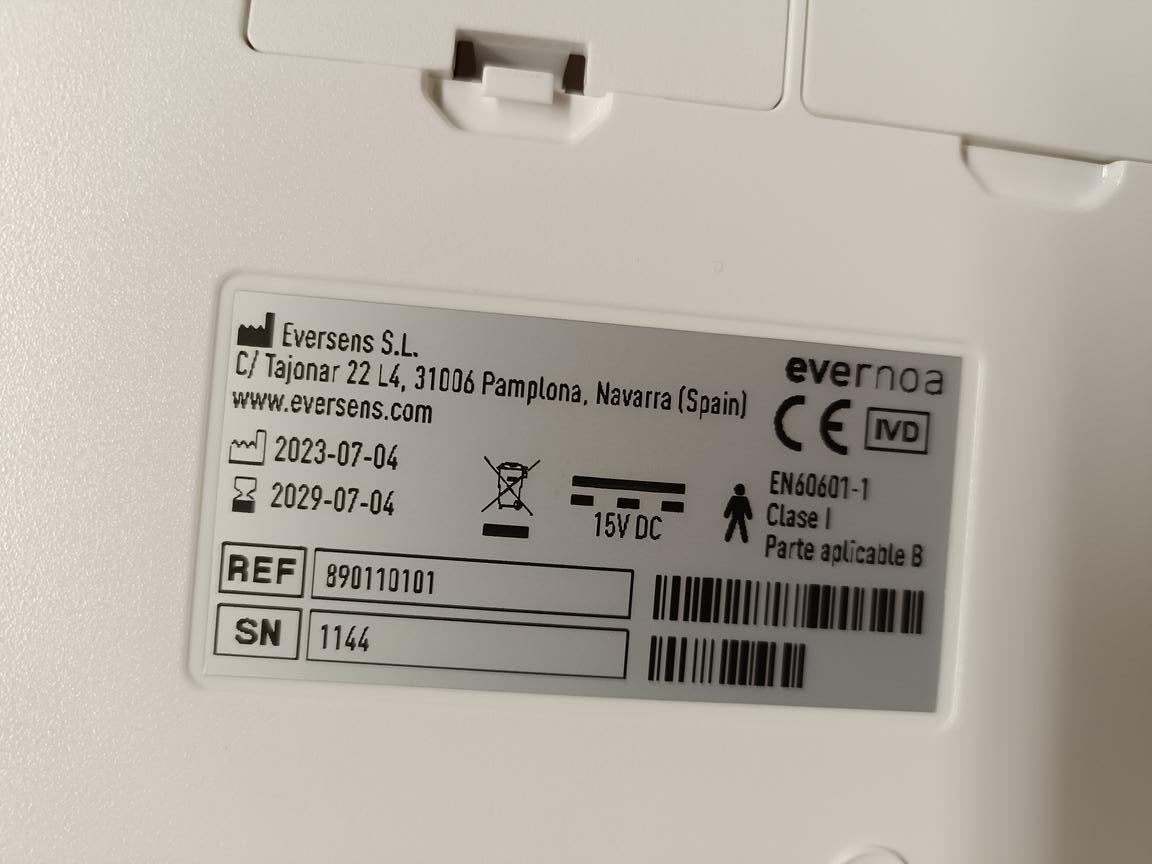 Eversens S.L.
C/ Tajonar 22 L4, 31006 Pamplona, Navarra (Spain)
www.eversens.com
evernoa
CE IVD
2023-07-04
2029-07-04
15V DC
EN60601-1
Clase I
Parte aplicable B
REF 890110101
SN 1144